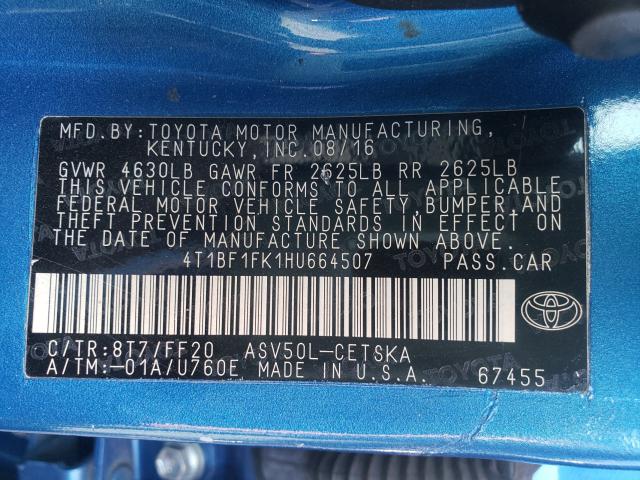 MFD.BY:TOYOTA MOTOR MANUFACTURING,
KENTUCKY,INC.08/16
GVWR 4630LB GAWR FR 2625LB RR 2625LB
THIS VEHICLE CONFORMS TO ALL APPLICABLE
FEDERAL MOTOR VEHICLE SAFETY,BUMPER,AND
THEFT PREVENTION STANDARDS IN EFFECT ON
THE DATE OF MANUFACTURE SHOWN ABOVE.
4T1BF1FK1HU664507 PASS.CAR
C/TR:8T7/FF20 ASV50L-CETSKA
A/TM:-01A/U760E MADE IN U.S.A. 67455